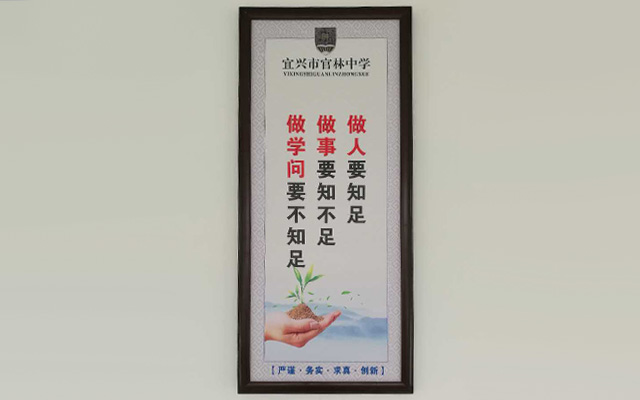 宜兴市官林中学
YIXINGSHIGUANLINZHONGXUE
做人要知足
做事要知不足
做学问要不知足
【严谨·务实·求真·创新】